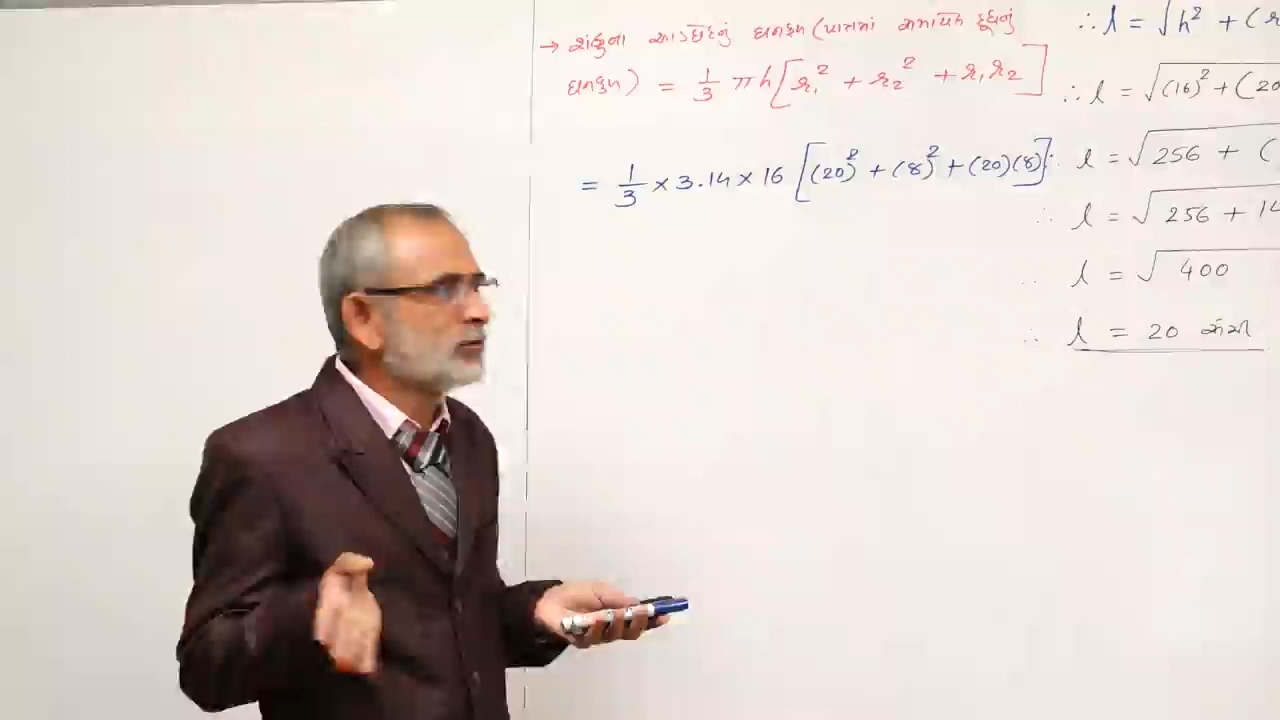 → શંકુના આડછેદનું ઘનફળ (પાત્રમાં સમાયેલ દૂધનું
ઘનફળ) = 1/3 πh[r₁² + r₂² + r₁r₂]
= 1/3 × 3.14 × 16 [(20)² + (8)² + (20)(8)]
∴ l = √h² + (r
∴ l = √(16)² + (20
∴ l = √256 + (
∴ l = √256 + 14
∴ l = √400
∴ l = 20 સેમી